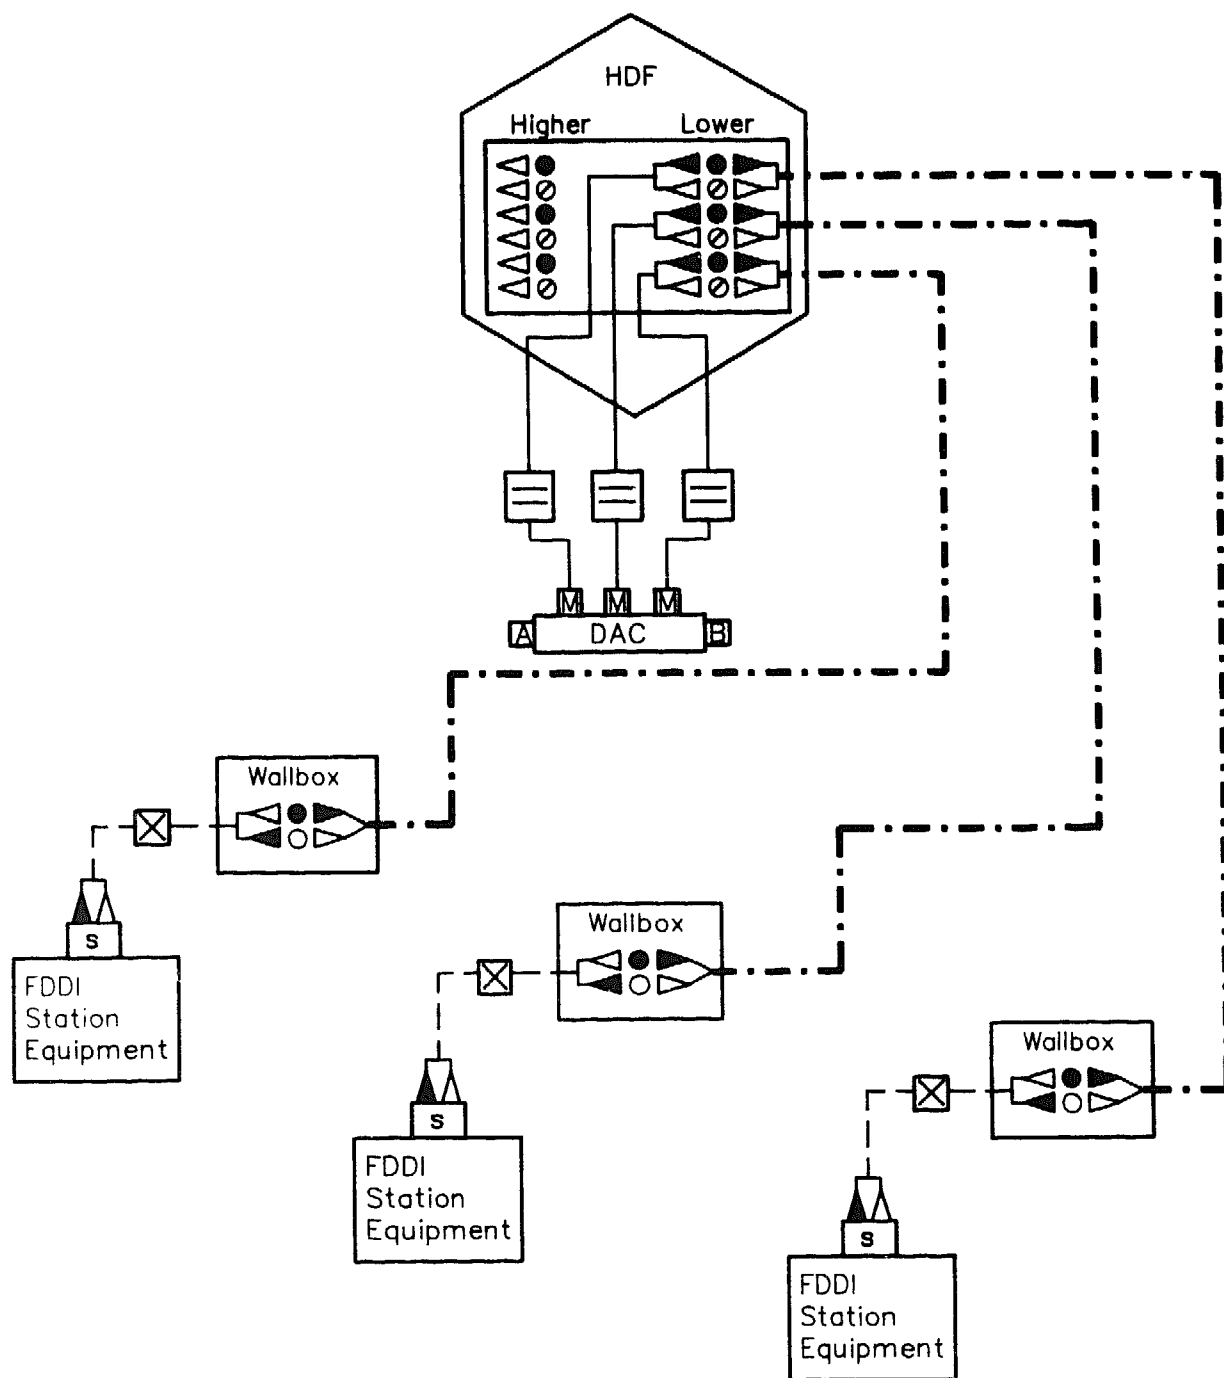 HDF
Higher Lower
M M M
A DAC B
Wallbox
S
FDDI
Station
Equipment
Wallbox
S
FDDI
Station
Equipment
Wallbox
S
FDDI
Station
Equipment